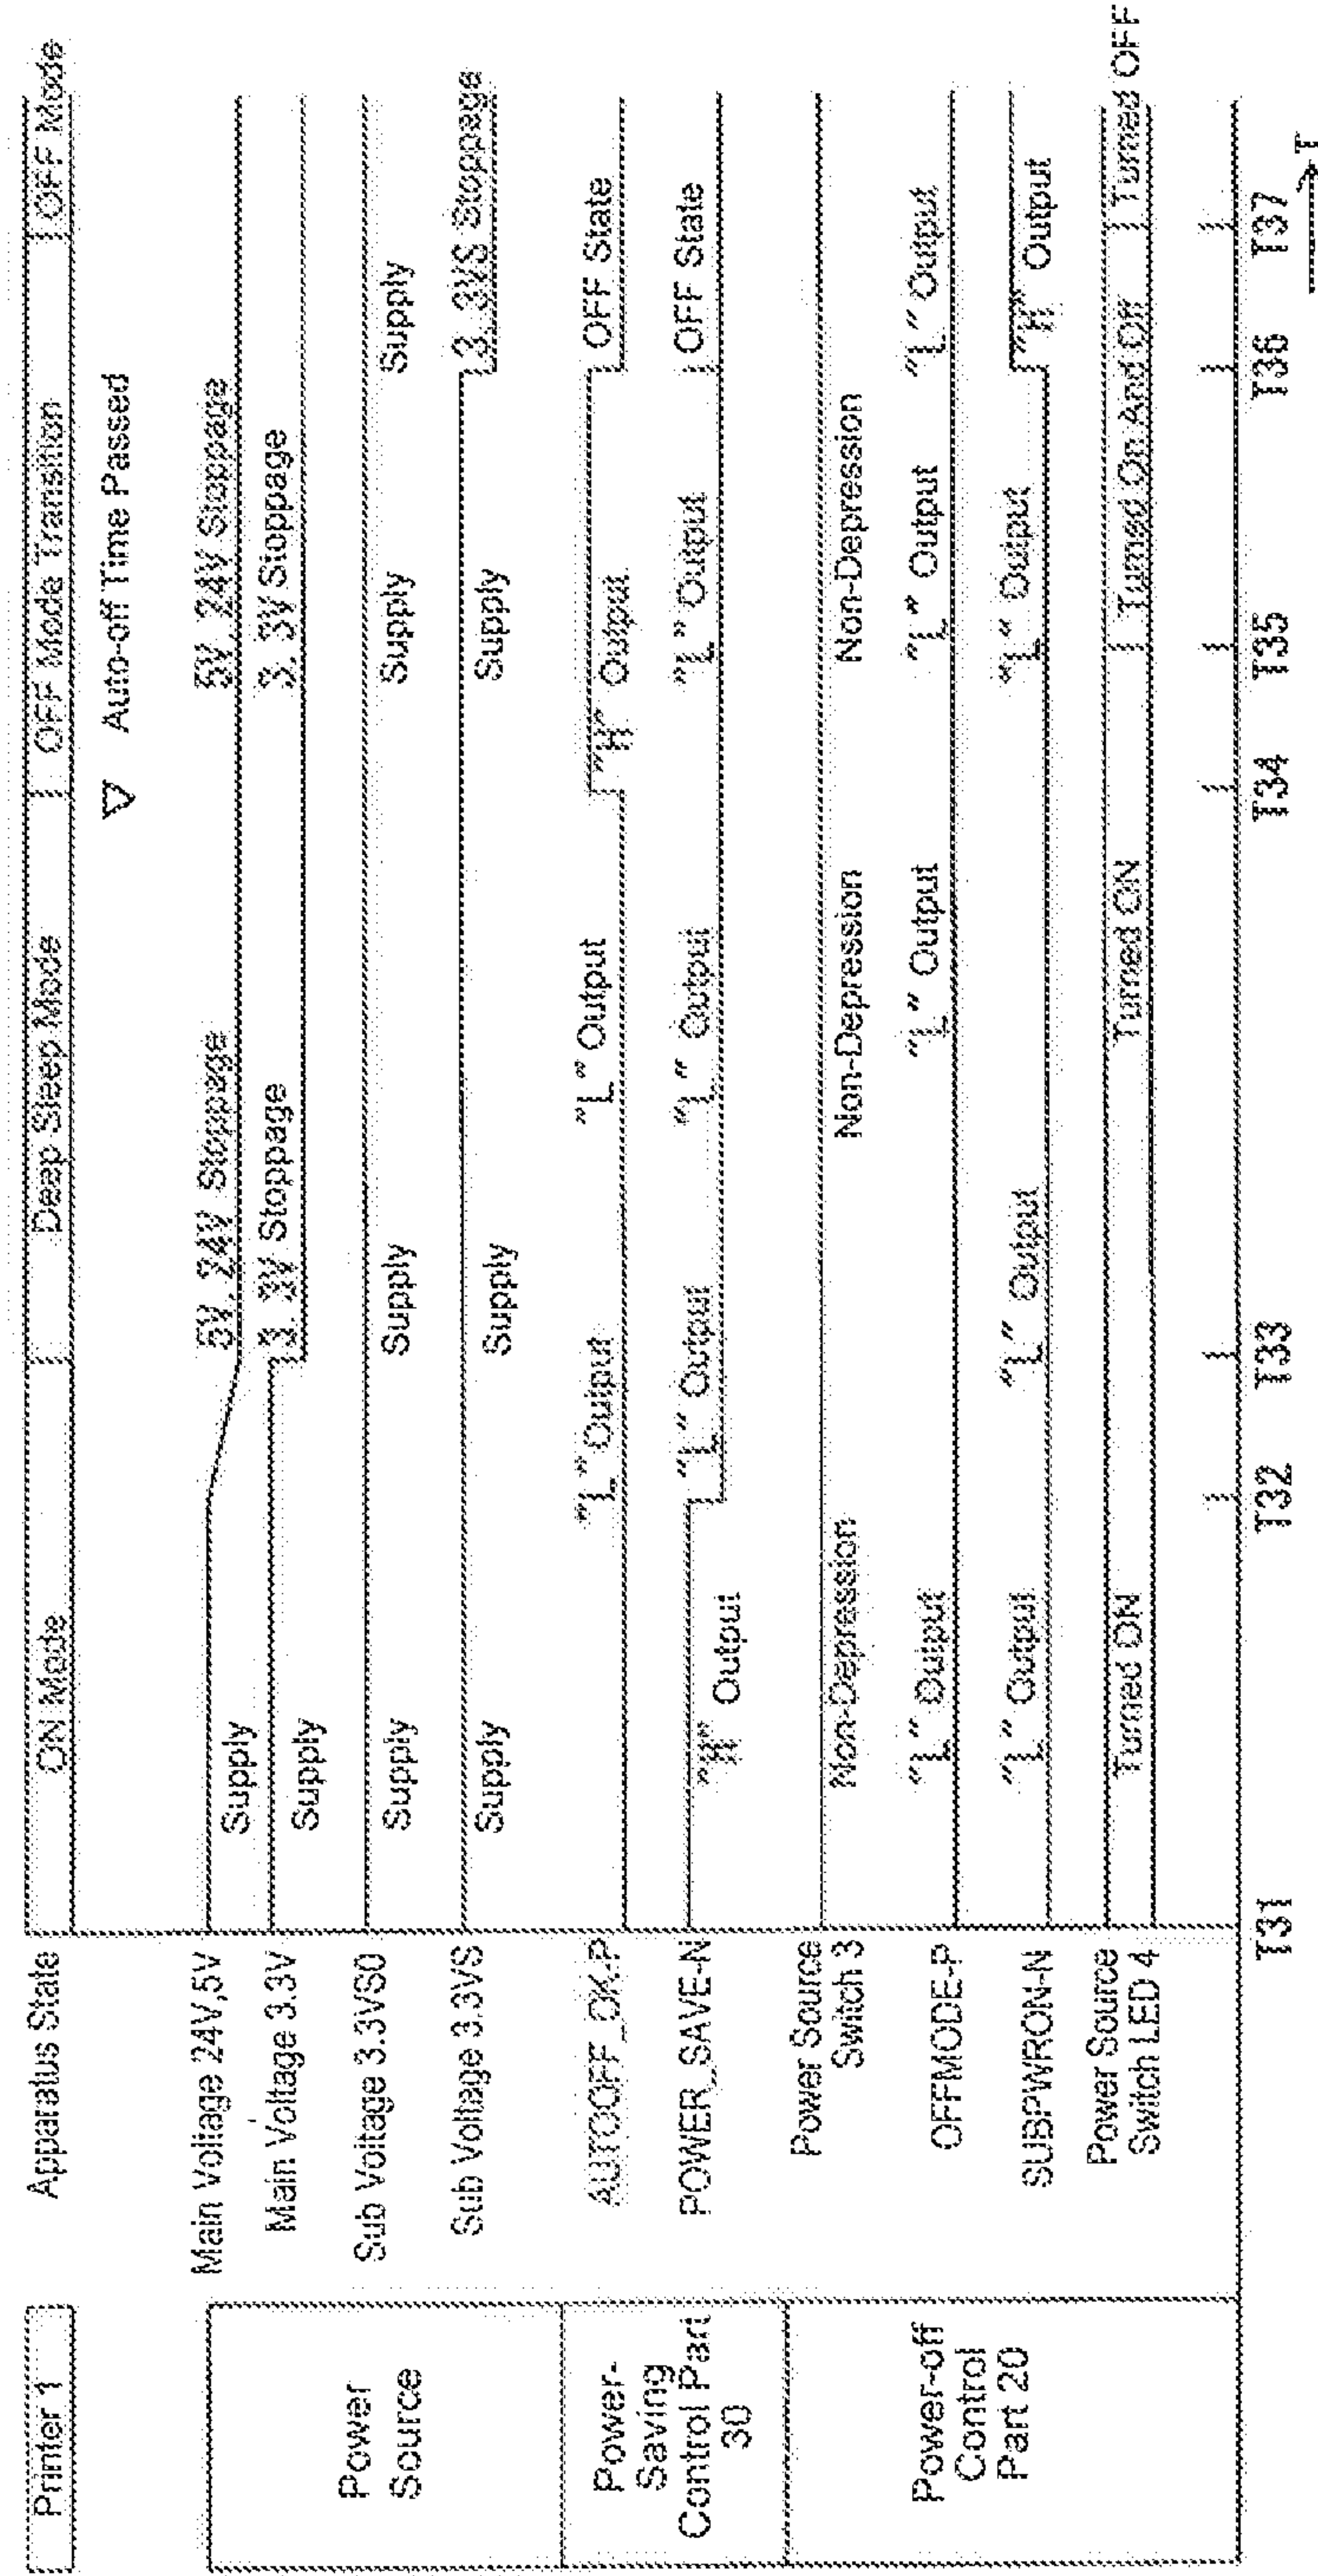 Printer 1
Apparatus State
ON Mode
Deep Sleep Mode
OFF Mode Transition
OFF Mode
▽ Auto-off Time Passed
Power
Source
Main Voltage 24V,5V
Supply
5V. 24V Stoppage
5V. 24V Stoppage
Main Voltage 3.3V
Supply
3. 3V Stoppage
3. 3V Stoppage
Sub Voltage 3.3VS0
Supply
Supply
Supply
Supply
Sub Voltage 3.3VS
Supply
Supply
Supply
3. 3VS Stoppage
Power-
Saving
Control Part
30
AUTOOFF_OK-P
"L" Output
"L" Output
"H" Output
OFF State
POWER_SAVE-N
"H" Output
"L" Output
"L" Output
"L" Output
OFF State
Power-off
Control
Part 20
Power Source
Switch 3
Non-Depression
Non-Depression
Non-Depression
OFFMODE-P
"L" Output
"L" Output
"L" Output
"L" Output
SUBPWRON-N
"L" Output
"L" Output
"L" Output
"H" Output
Power Source
Switch LED 4
Turned ON
Turned ON
Turned On And Off
Turned OFF
T31
T32
T33
T34
T35
T36
T37
T